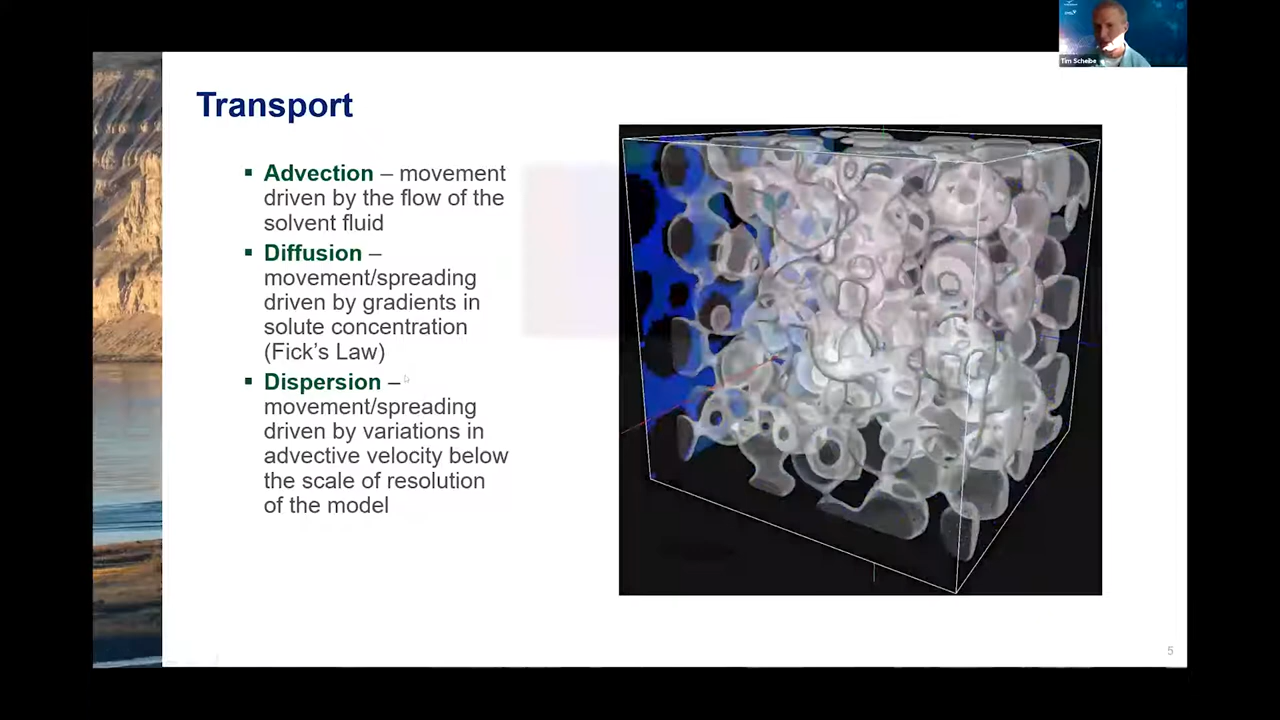 Tim Scheibe
Transport
▪ Advection – movement
driven by the flow of the
solvent fluid
▪ Diffusion –
movement/spreading
driven by gradients in
solute concentration
(Fick's Law)
▪ Dispersion –
movement/spreading
driven by variations in
advective velocity below
the scale of resolution
of the model
5